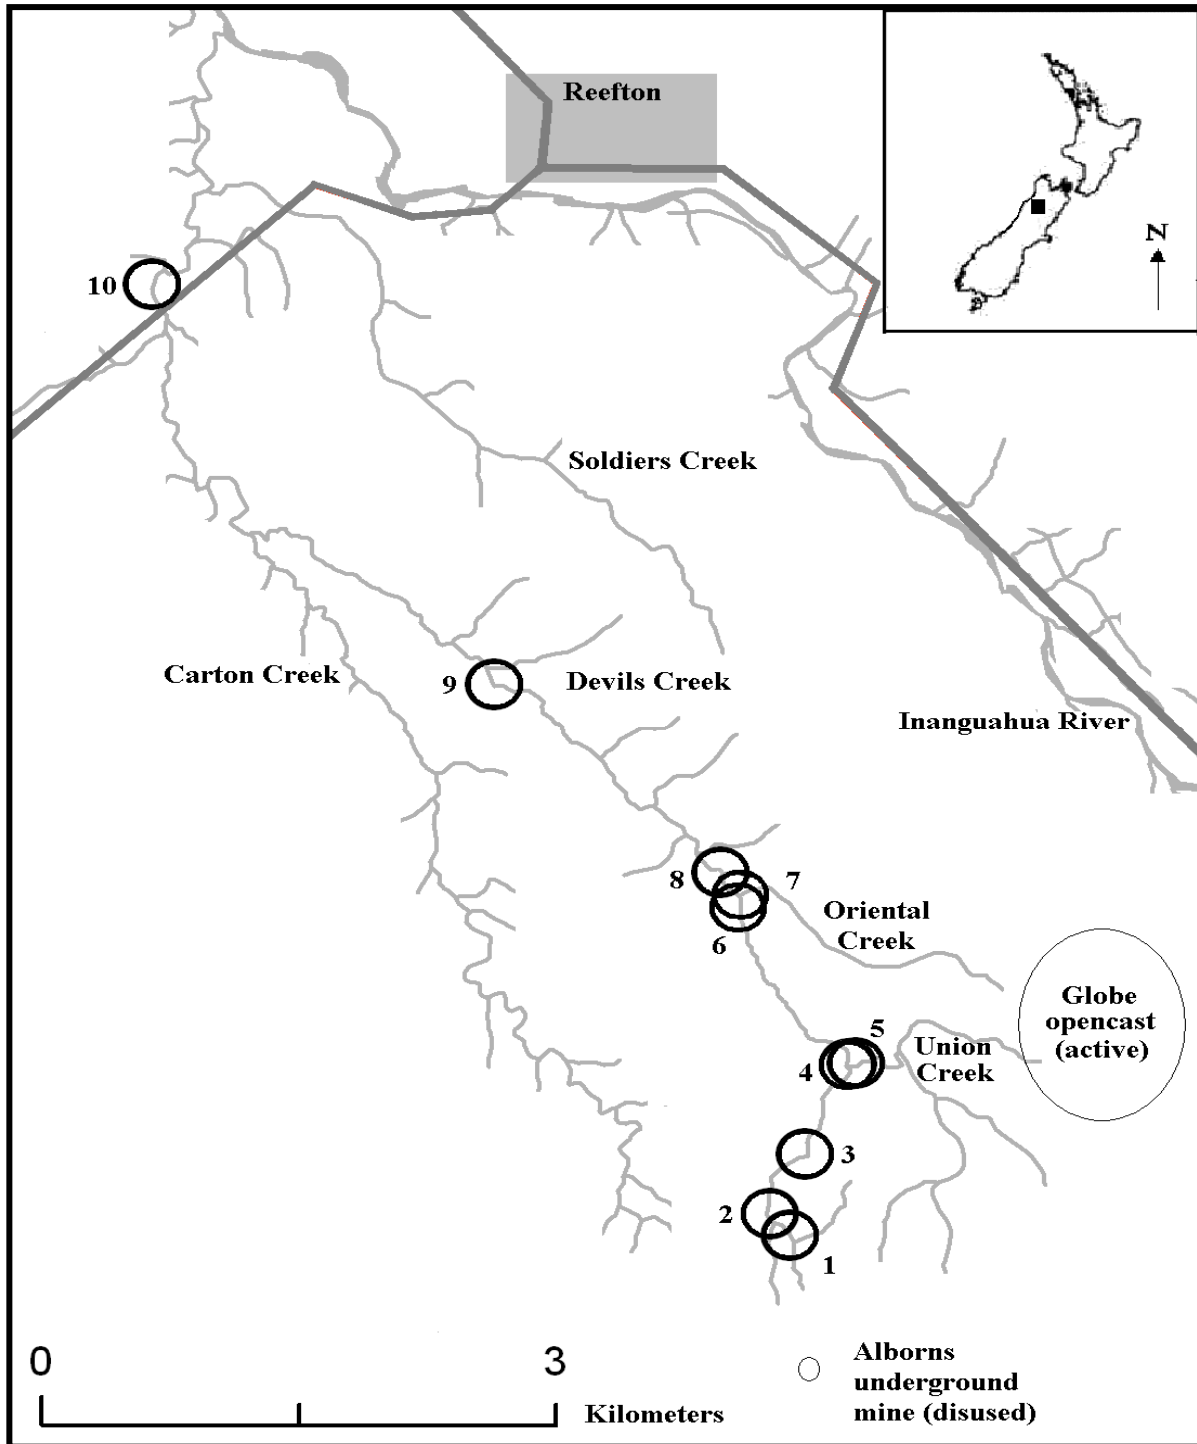 Reefton
N
10
Soldiers Creek
Carton Creek
9
Devils Creek
Inanguahua River
8
7
6
Oriental
Creek
Globe
opencast
(active)
5
Union
Creek
4
3
2
1
0
3
Kilometers
Alborns
underground
mine (disused)